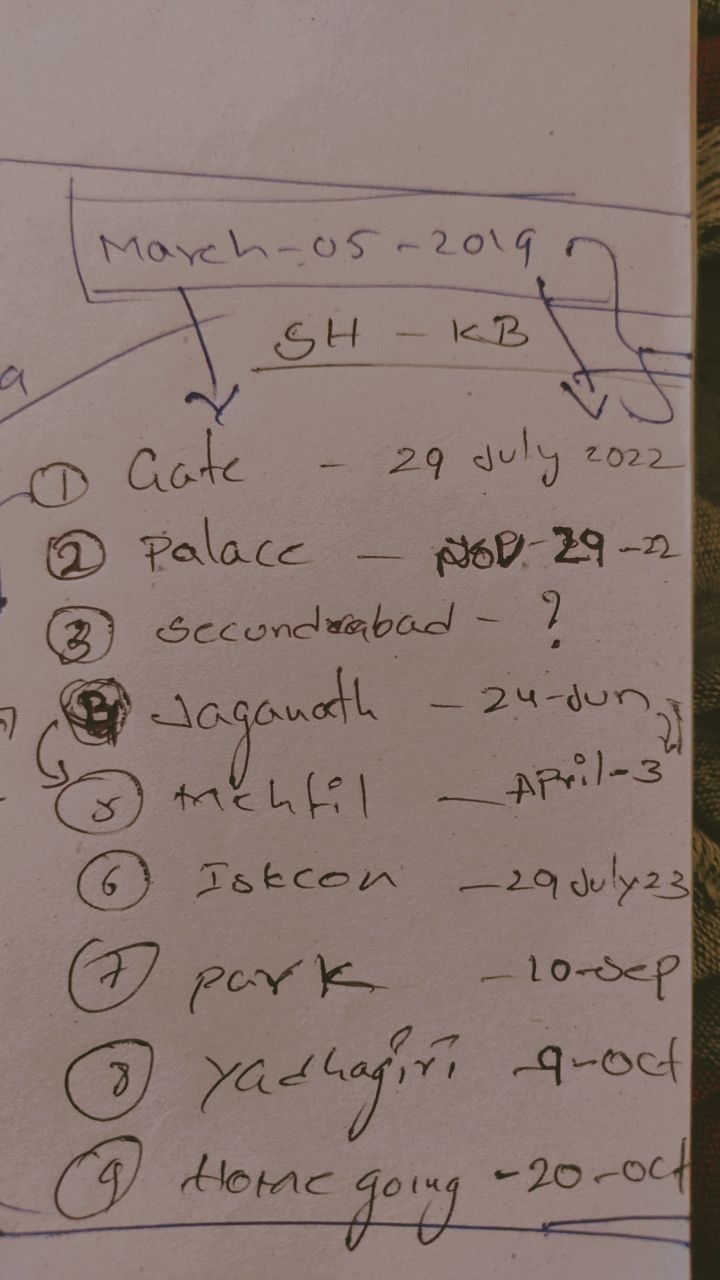 March-05-2019
SH - KB
① Gate - 29 July 2022
② Palace - NOV-29-22
③ Secundrabad - ?
Jaganath - 24-Jun
5 Mehfil - April-3
⑥ Iskcon - 29 July 23
⑦ park - 10-Sep
⑧ Yadhagiri 9-Oct
⑨ Home going - 20-Oct